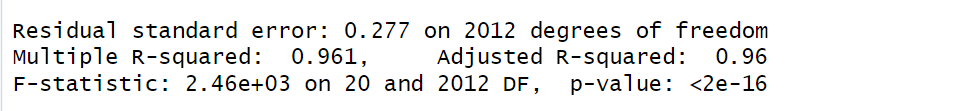 Residual standard error: 0.277 on 2012 degrees of freedom
Multiple R-squared:  0.961,     Adjusted R-squared:  0.96
F-statistic: 2.46e+03 on 20 and 2012 DF,  p-value: <2e-16